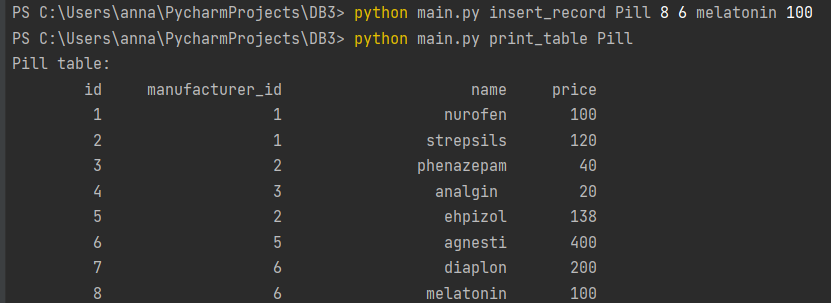 PS C:\Users\anna\PycharmProjects\DB3> python main.py insert_record Pill 8 6 melatonin 100
PS C:\Users\anna\PycharmProjects\DB3> python main.py print_table Pill
Pill table:
id manufacturer_id name price
1 1 nurofen 100
2 1 strepsils 120
3 2 phenazepam 40
4 3 analgin 20
5 2 ehpizol 138
6 5 agnesti 400
7 6 diaplon 200
8 6 melatonin 100